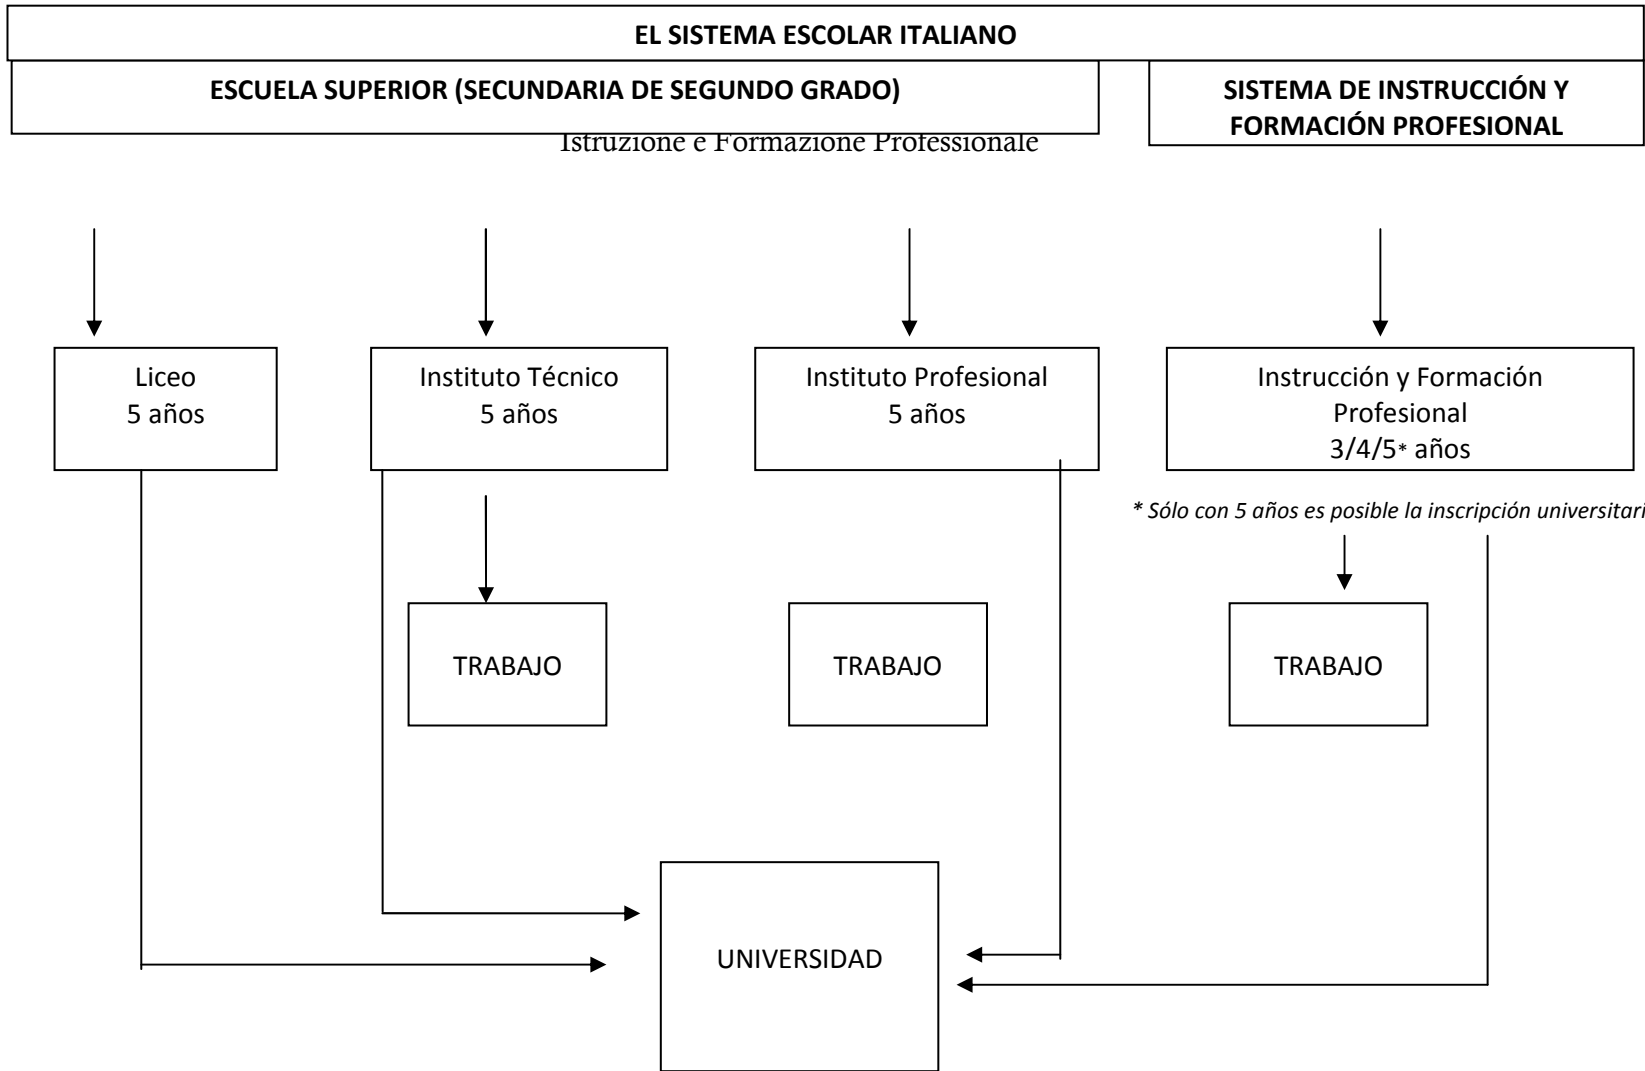 EL SISTEMA ESCOLAR ITALIANO
ESCUELA SUPERIOR (SECUNDARIA DE SEGUNDO GRADO)
SISTEMA DE INSTRUCCIÓN Y
FORMACIÓN PROFESIONAL
Istruzione e Formazione Professionale
Liceo
5 años
Instituto Técnico
5 años
Instituto Profesional
5 años
Instrucción y Formación
Profesional
3/4/5* años
* Sólo con 5 años es posible la inscripción universitari
TRABAJO
TRABAJO
TRABAJO
UNIVERSIDAD